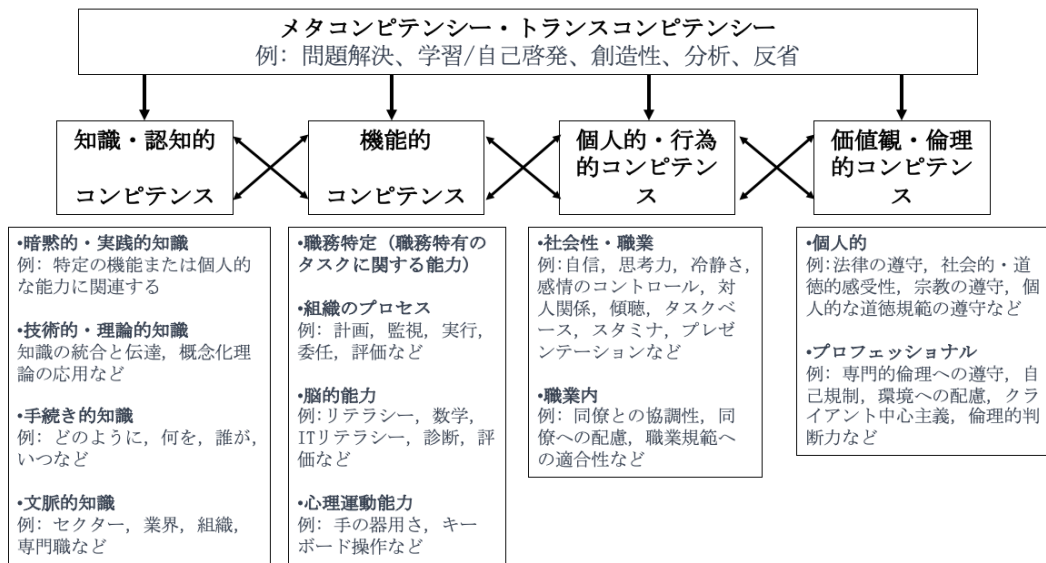 メタコンピテンシー・トランスコンピテンシー
例: 問題解決、学習/自己啓発、創造性、分析、反省
知識・認知的
コンピテンス
機能的
コンピテンス
個人的・行為
的コンピテン
ス
価値観・倫理
的コンピテン
ス
•暗黙的・実践的知識
例: 特定の機能または個人的
な能力に関連する
•技術的・理論的知識
知識の統合と伝達, 概念化理
論の応用など
•手続き的知識
例: どのように, 何を, 誰が,
いつなど
•文脈的知識
例: セクター, 業界, 組織,
専門職など
•職務特定（職務特有の
タスクに関する能力）
•組織のプロセス
例: 計画, 監視, 実行,
委任, 評価など
•脳的能力
例:リテラシー, 数学,
ITリテラシー, 診断, 評
価など
•心理運動能力
例: 手の器用さ, キー
ボード操作など
•社会性・職業
例:自信, 思考力, 冷静さ,
感情のコントロール, 対
人関係, 傾聴, タスクベ
ース, スタミナ, プレゼ
ンテーションなど
•職業内
例: 同僚との協調性, 同
僚への配慮, 職業規範へ
の適合性など
•個人的
例:法律の遵守, 社会的・道
徳的感受性, 宗教の遵守, 個
人的な道徳規範の遵守など
•プロフェッショナル
例: 専門的倫理への遵守, 自
己規制, 環境への配慮, クラ
イアント中心主義, 倫理的判
断力など